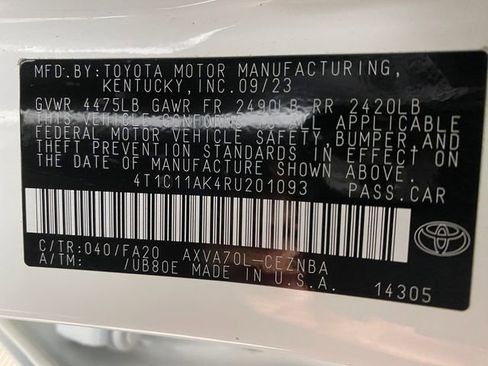 MFD.BY:TOYOTA MOTOR MANUFACTURING,
KENTUCKY,INC.09/23
GVWR 4475LB GAWR FR 2490LB RR 2420LB
THIS VEHICLE CONFORMS TO ALL APPLICABLE
FEDERAL MOTOR VEHICLE SAFETY,BUMPER,AND
THEFT PREVENTION STANDARDS IN EFFECT ON
THE DATE OF MANUFACTURE SHOWN ABOVE.
4T1C11AK4RU201093 PASS.CAR
C/TR:040/FA20 AXVA70L-CEZNBA
A/TM: /UB80E MADE IN U.S.A.
14305
TOYOTA